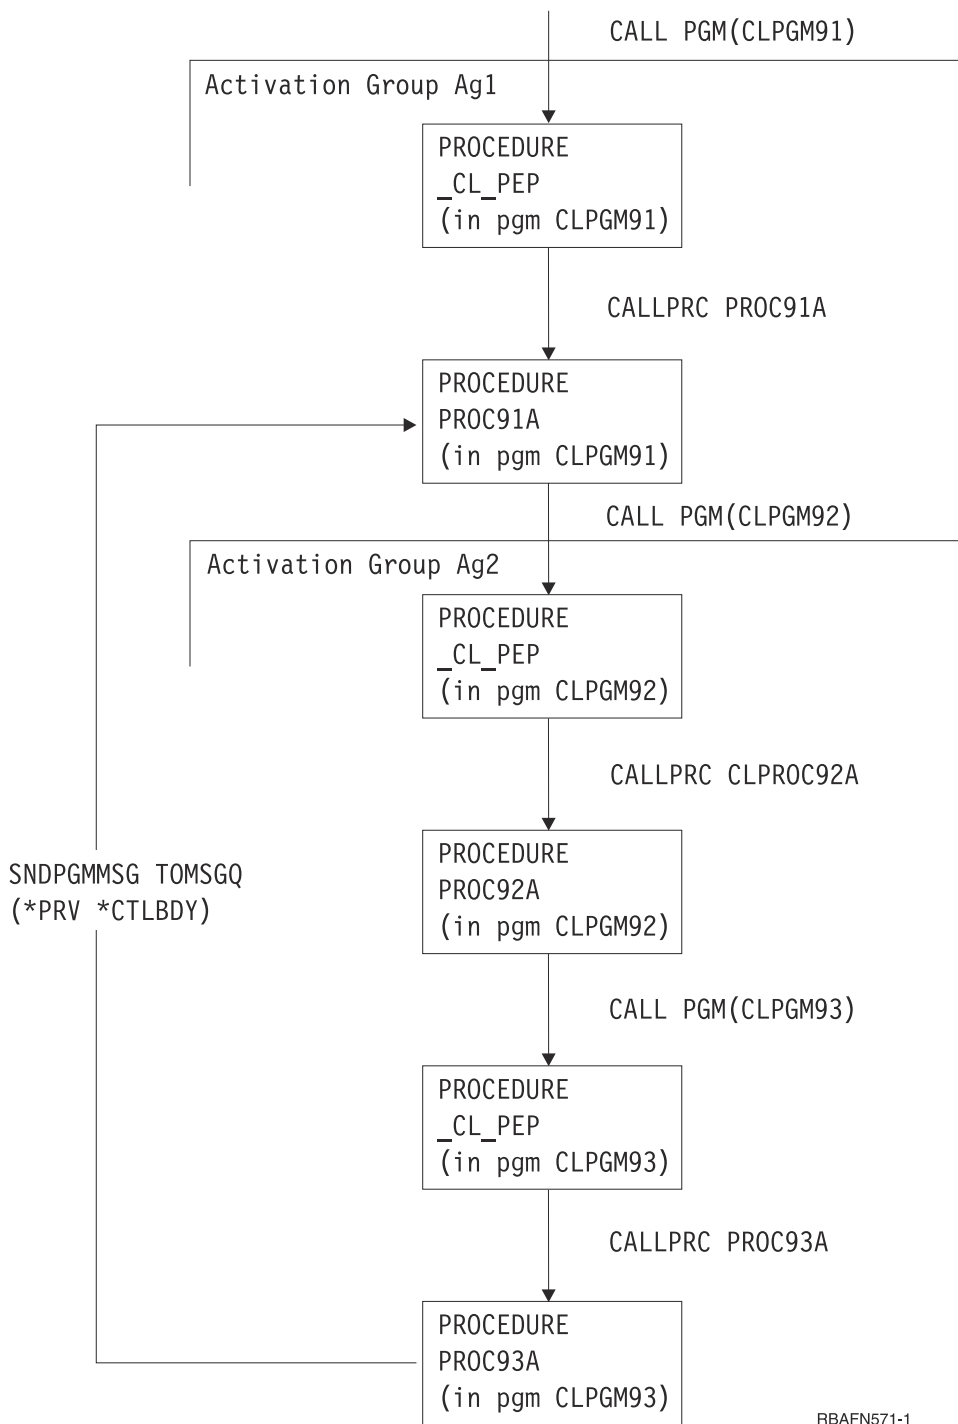 CALL PGM(CLPGM91)
Activation Group Ag1
PROCEDURE
_CL_PEP
(in pgm CLPGM91)
CALLPRC PROC91A
PROCEDURE
PROC91A
(in pgm CLPGM91)
CALL PGM(CLPGM92)
Activation Group Ag2
PROCEDURE
_CL_PEP
(in pgm CLPGM92)
CALLPRC CLPROC92A
PROCEDURE
PROC92A
(in pgm CLPGM92)
SNDPGMMSG TOMSGQ
(*PRV *CTLBDY)
CALL PGM(CLPGM93)
PROCEDURE
_CL_PEP
(in pgm CLPGM93)
CALLPRC PROC93A
PROCEDURE
PROC93A
(in pgm CLPGM93)
RBAFN571-1